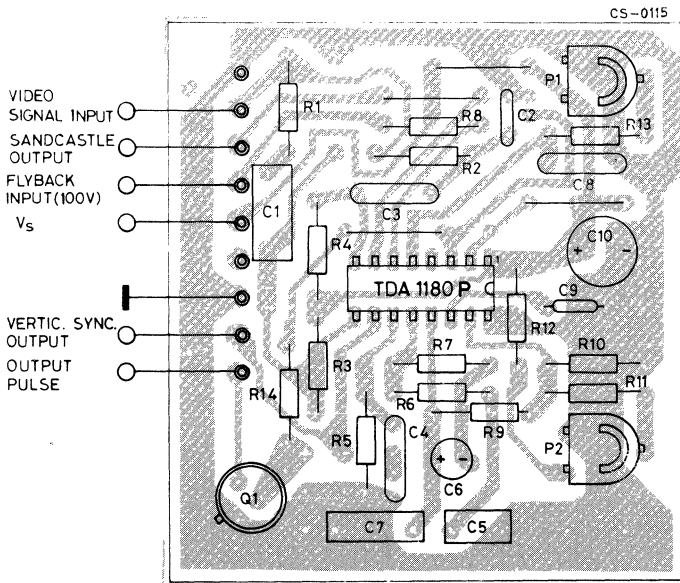 CS-0115
VIDEO
SIGNAL INPUT
SANDCASTLE
OUTPUT
FLYBACK
INPUT(100V)
Vs
VERTIC. SYNC.
OUTPUT
OUTPUT
PULSE
R1
R8
C2
P1
R13
R2
C8
C1
C3
R4
C10
+ -
TDA 1180 P
1
C9
R12
R3
R7
R10
R14
R6
R11
R9
R5
C4
P2
+ -
C6
Q1
C7
C5